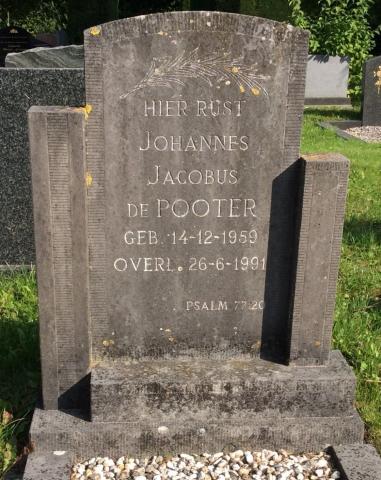 HIER RUST
JOHANNES
JACOBUS
DE POOTER
GEB. 14-12-1959
OVERL. 26-6-1991
PSALM 77:20